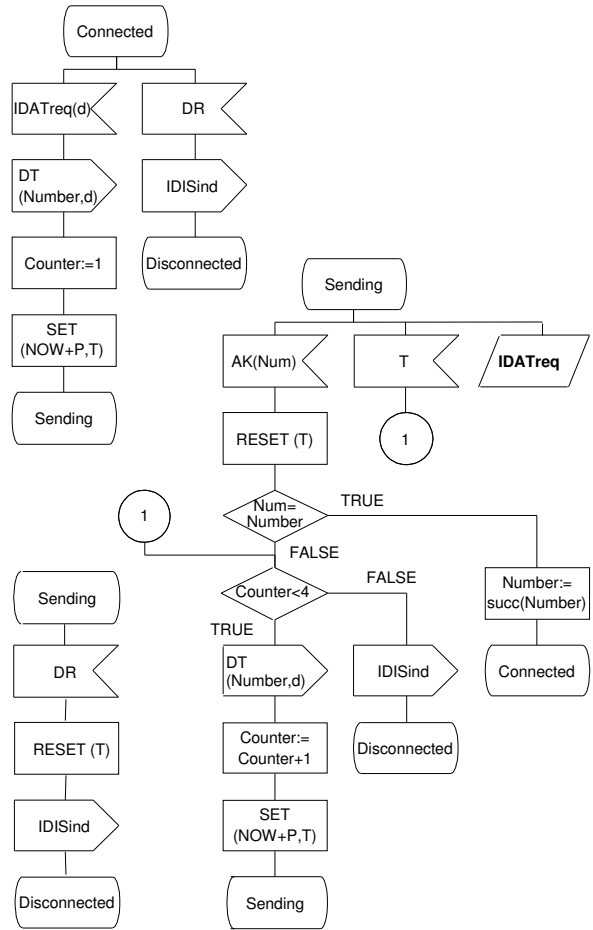 Connected
IDATreq(d)
DR
DT
(Number,d)
IDISind
Counter:=1
Disconnected
SET
(NOW+P,T)
Sending
Sending
AK(Num)
T
IDATreq
RESET (T)
1
1
Num=
Number
TRUE
FALSE
Counter<4
FALSE
TRUE
Number:=
succ(Number)
DT
(Number,d)
IDISind
Connected
Counter:=
Counter+1
Disconnected
SET
(NOW+P,T)
Sending
Sending
DR
RESET (T)
IDISind
Disconnected